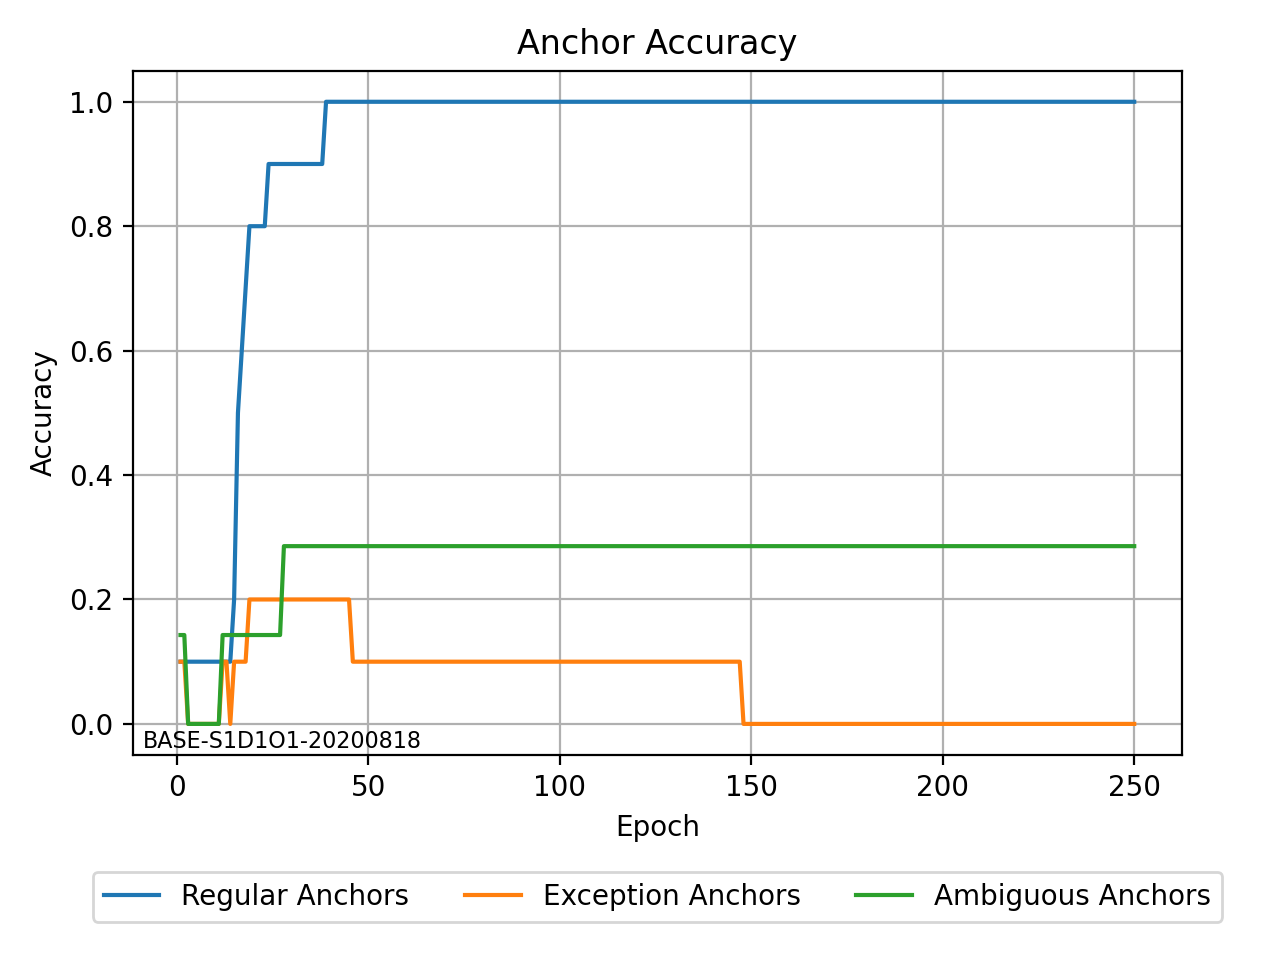 Anchor Accuracy
1.0
0.8
0.6
0.4
0.2
0.0
Accuracy
BASE-S1D1O1-20200818
0 50 100 150 200 250
Epoch
Regular Anchors Exception Anchors Ambiguous Anchors